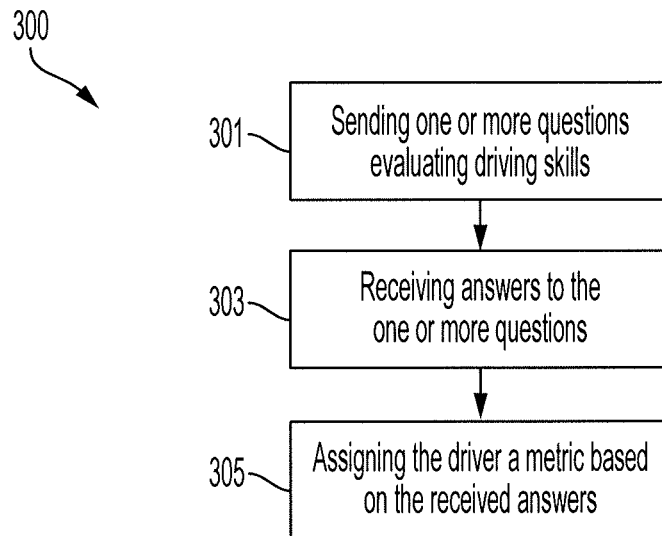 300
301
Sending one or more questions
evaluating driving skills
303
Receiving answers to the
one or more questions
305
Assigning the driver a metric based
on the received answers